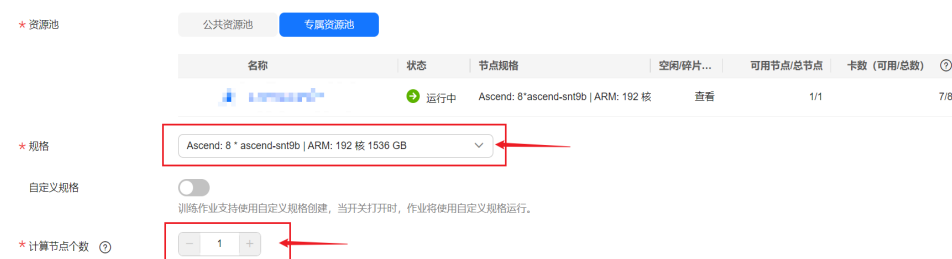 * 资源池 公共资源池 专属资源池
名称 状态 节点规格 空闲/碎片... 可用节点/总节点 卡数（可用/总数）
运行中 Ascend: 8*ascend-snt9b | ARM: 192 核 查看 1/1 7/8
* 规格 Ascend: 8 * ascend-snt9b | ARM: 192 核 1536 GB
自定义规格
训练作业支持使用自定义规格创建，当开关打开时，作业将使用自定义规格运行。
* 计算节点个数 ? − 1 +